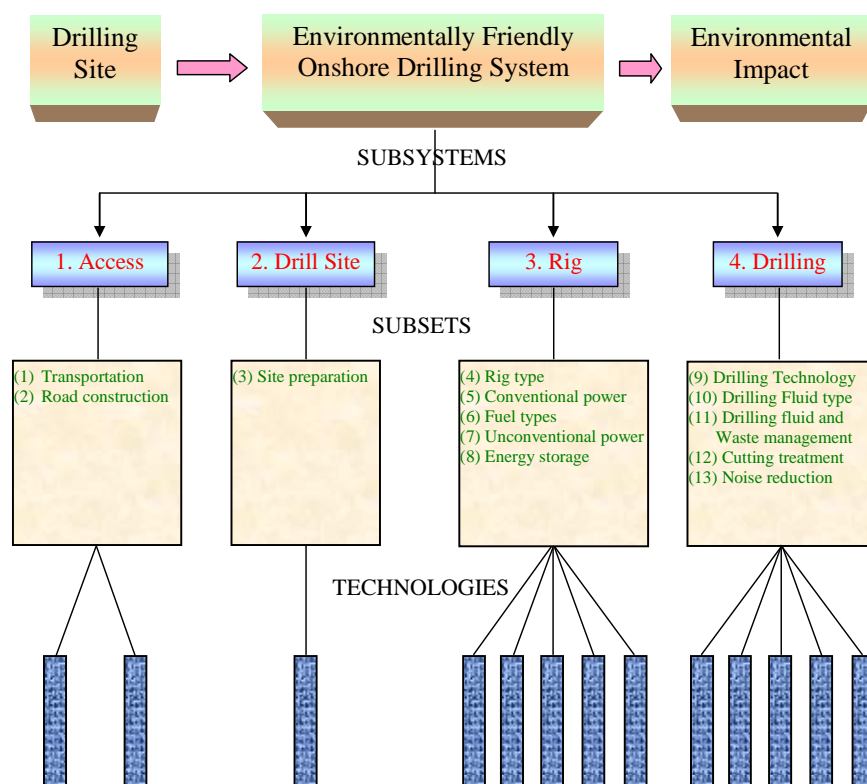 Drilling
Site
Environmentally Friendly
Onshore Drilling System
Environmental
Impact
SUBSYSTEMS
1. Access
2. Drill Site
3. Rig
4. Drilling
SUBSETS
(1) Transportation
(2) Road construction
(3) Site preparation
(4) Rig type
(5) Conventional power
(6) Fuel types
(7) Unconventional power
(8) Energy storage
(9) Drilling Technology
(10) Drilling Fluid type
(11) Drilling fluid and
Waste management
(12) Cutting treatment
(13) Noise reduction
TECHNOLOGIES